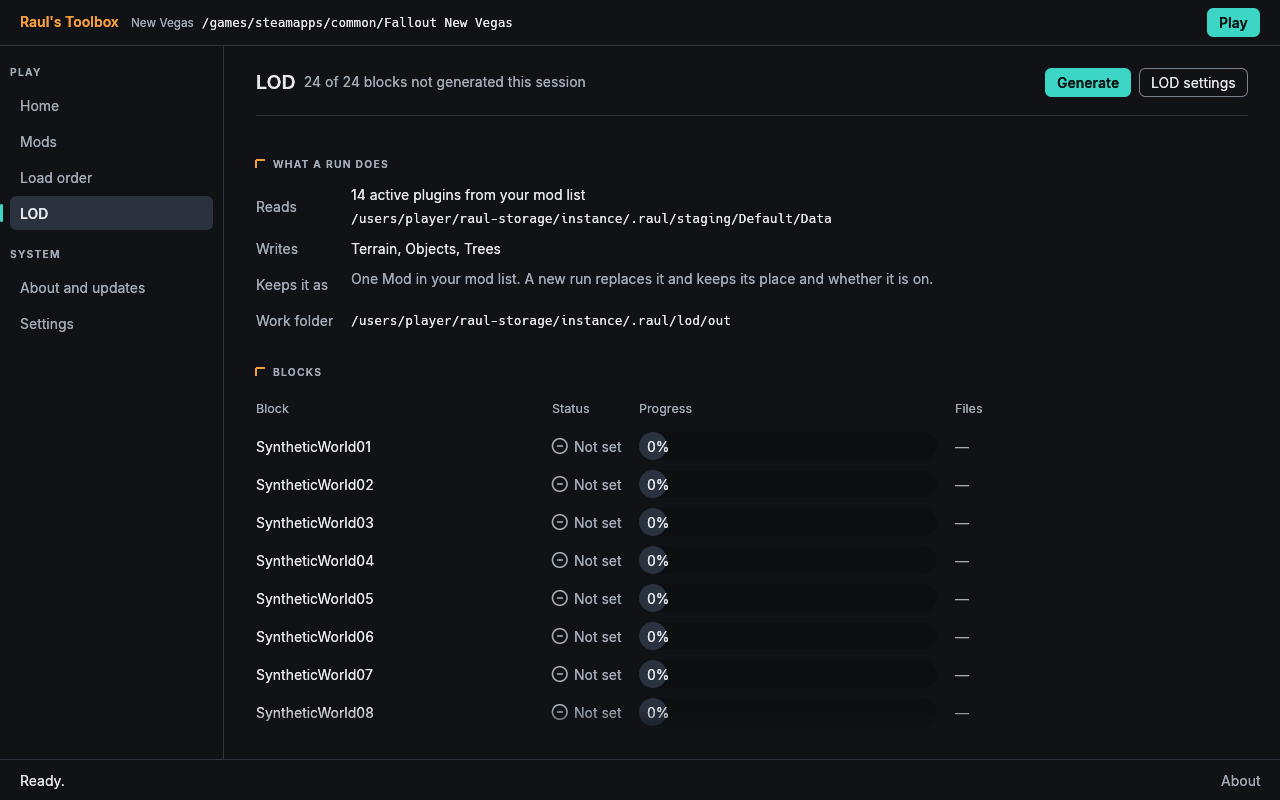 Raul's Toolbox New Vegas /games/steamapps/common/Fallout New Vegas Play
PLAY
Home
Mods
Load order
LOD
SYSTEM
About and updates
Settings
LOD 24 of 24 blocks not generated this session Generate LOD settings
WHAT A RUN DOES
Reads 14 active plugins from your mod list
/users/player/raul-storage/instance/.raul/staging/Default/Data
Writes Terrain, Objects, Trees
Keeps it as One Mod in your mod list. A new run replaces it and keeps its place and whether it is on.
Work folder /users/player/raul-storage/instance/.raul/lod/out
BLOCKS
Block Status Progress Files
SyntheticWorld01 Not set 0% —
SyntheticWorld02 Not set 0% —
SyntheticWorld03 Not set 0% —
SyntheticWorld04 Not set 0% —
SyntheticWorld05 Not set 0% —
SyntheticWorld06 Not set 0% —
SyntheticWorld07 Not set 0% —
SyntheticWorld08 Not set 0% —
Ready. About